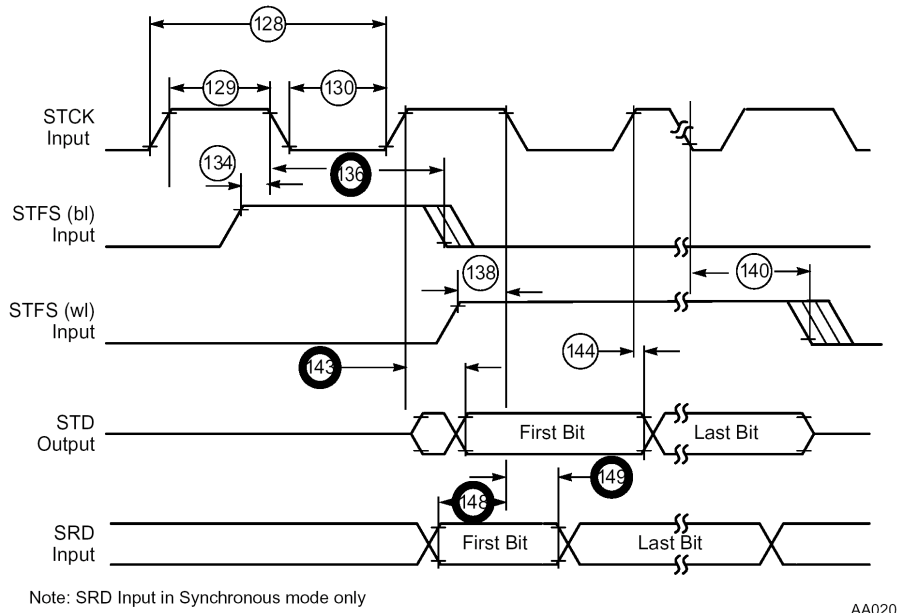 128
129
130
STCK
Input
134
136
STFS (bl)
Input
138
140
STFS (wl)
Input
143
144
STD
Output
First Bit
Last Bit
149
148
SRD
Input
First Bit
Last Bit
Note: SRD Input in Synchronous mode only
AA020